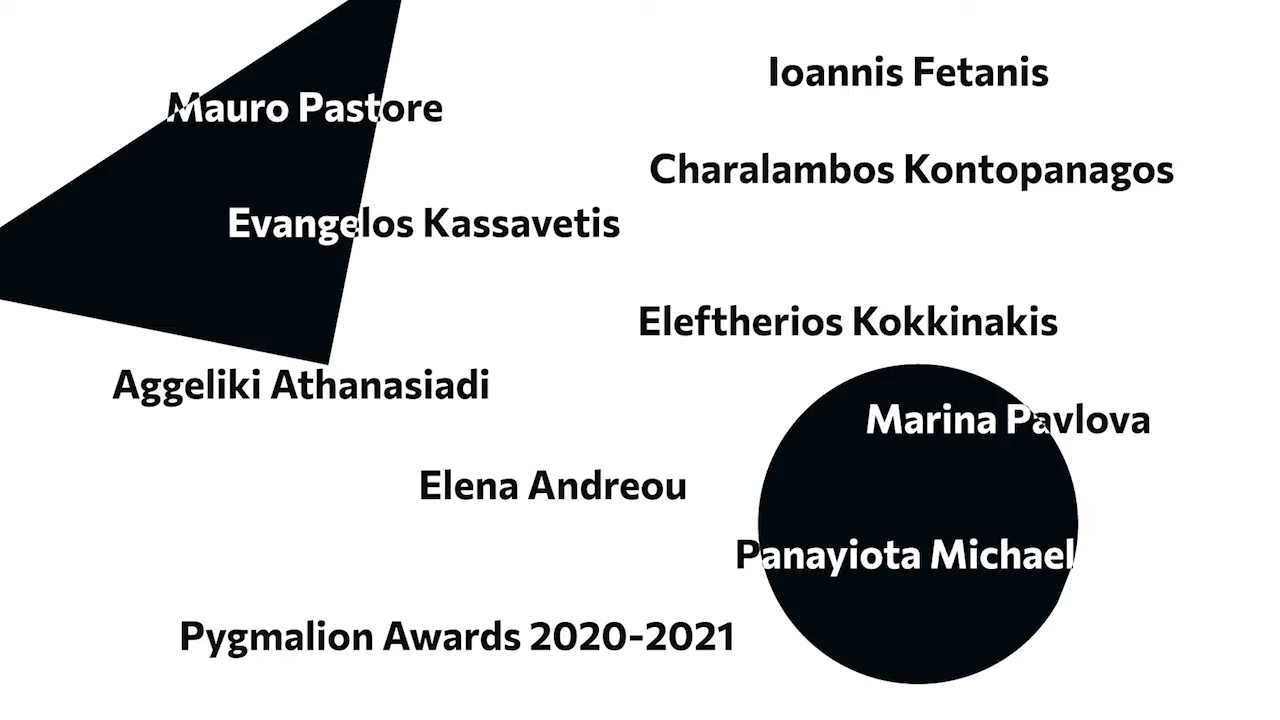 Ioannis Fetanis
Mauro Pastore
Charalambos Kontopanagos
Evangelos Kassavetis
Eleftherios Kokkinakis
Aggeliki Athanasiadi
Marina Pavlova
Elena Andreou
Panayiota Michael
Pygmalion Awards 2020-2021